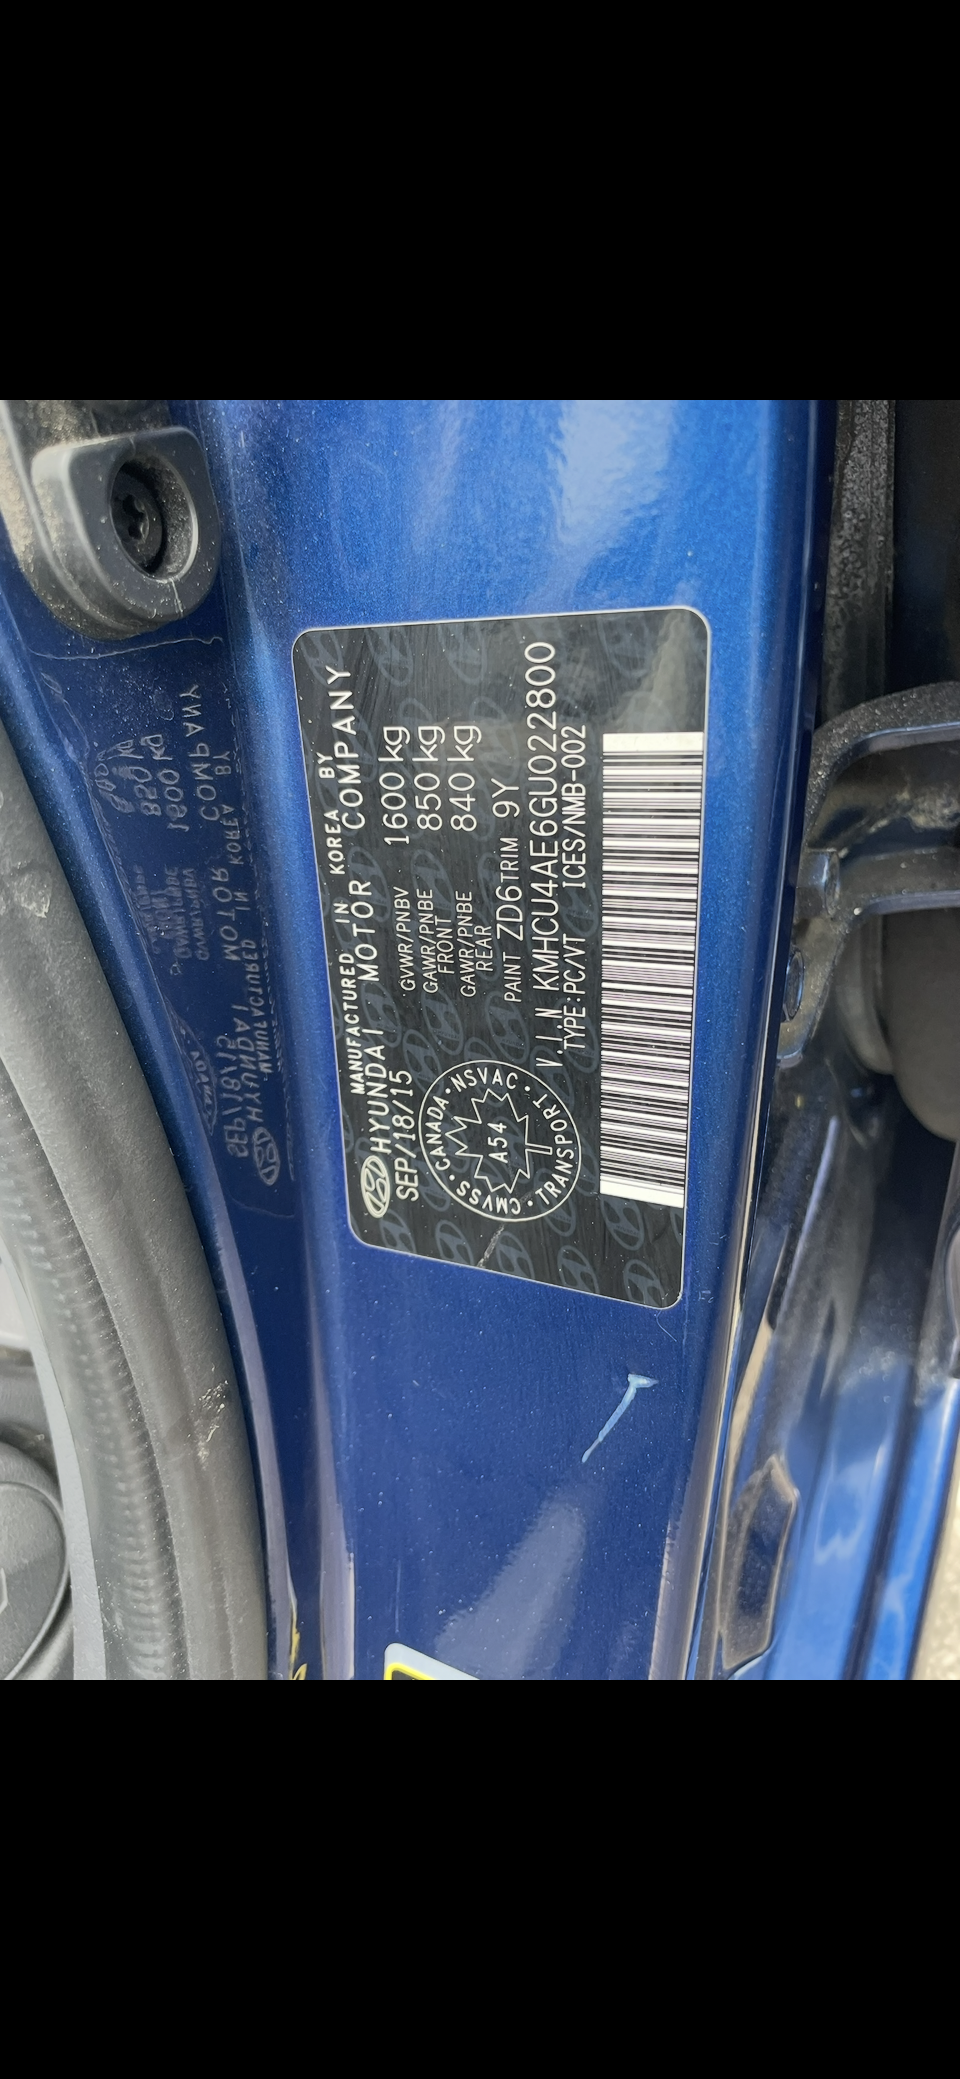 MANUFACTURED IN KOREA BY
HYUNDAI MOTOR COMPANY
SEP/18/15
GVWR/PNBV 1600 kg
GAWR/PNBE FRONT 850 kg
GAWR/PNBE REAR 840 kg
PAINT ZD6 TRIM 9Y
V.I.N KMHCU4AE6GU022800
TYPE:PC/VT ICES/NMB-002
CMVSS · CANADA · NSVAC · TRANSPORT ·
A54